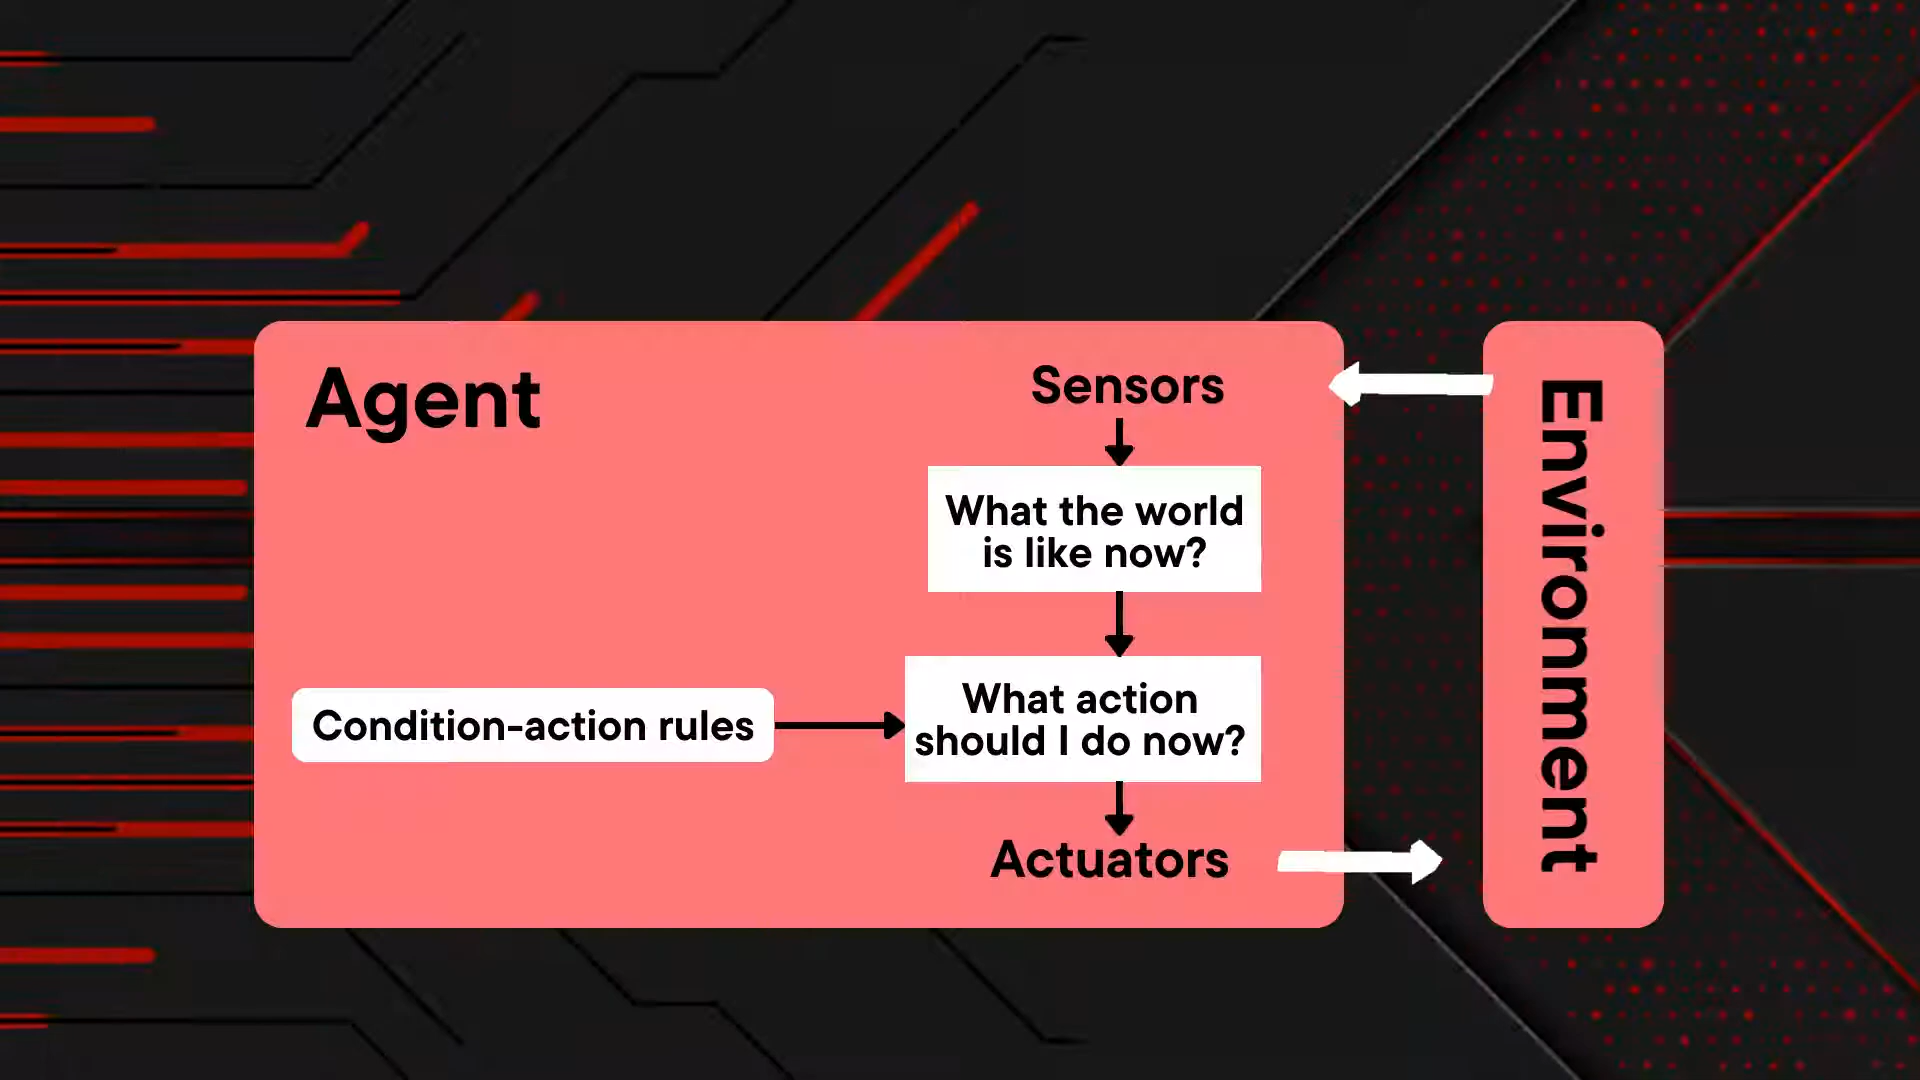 Agent
Sensors
What the world
is like now?
Condition-action rules
What action
should I do now?
Actuators
Environment